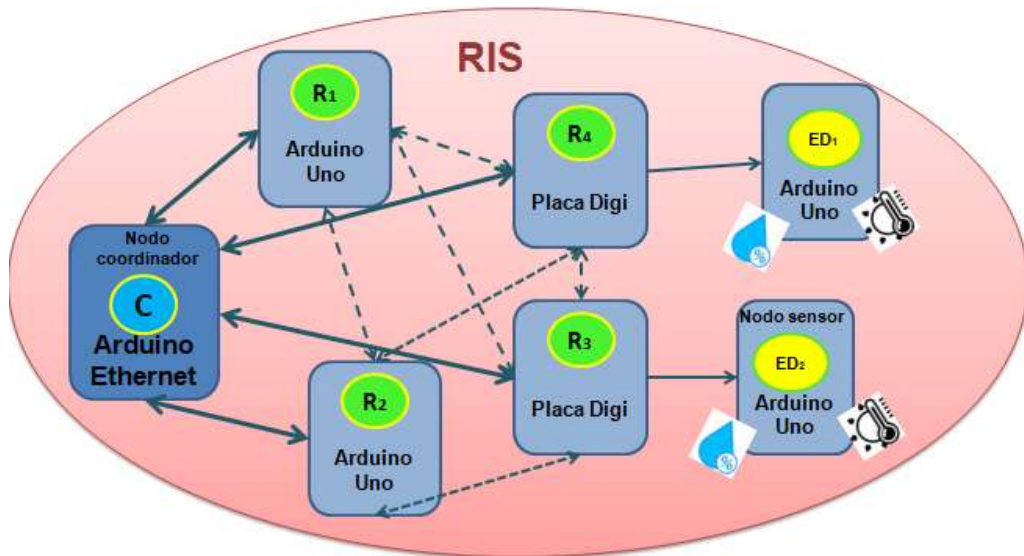 RIS
R1
Arduino
Uno
R4
Placa Digi
ED1
Arduino
Uno
%
Nodo
coordinador
C
Arduino
Ethernet
R2
Arduino
Uno
R3
Placa Digi
Nodo sensor
ED2
Arduino
Uno
%